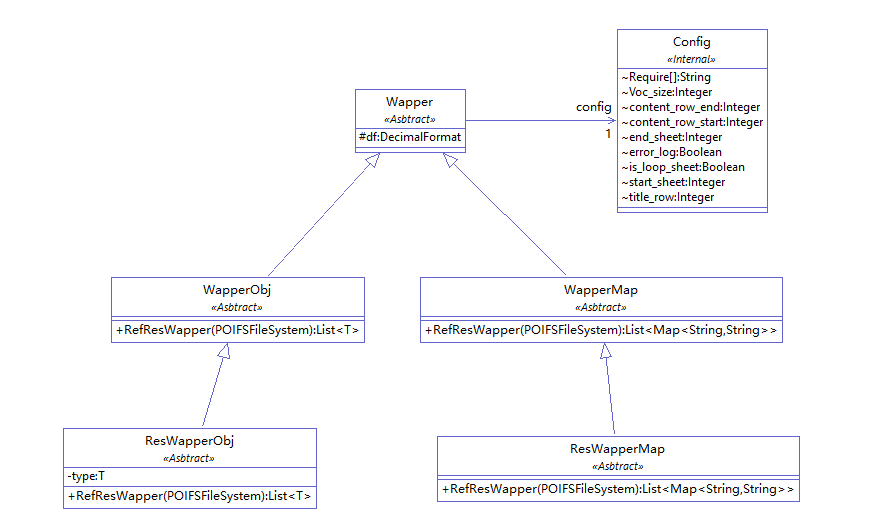 Config
«Internal»
~Require[]:String
~Voc_size:Integer
~content_row_end:Integer
~content_row_start:Integer
~end_sheet:Integer
~error_log:Boolean
~is_loop_sheet:Boolean
~start_sheet:Integer
~title_row:Integer
Wapper
«Asbtract»
#df:DecimalFormat
config
1
WapperObj
«Asbtract»
+RefResWapper(POIFSFileSystem):List<T>
WapperMap
«Asbtract»
+RefResWapper(POIFSFileSystem):List<Map<String,String>>
ResWapperObj
«Asbtract»
-type:T
+RefResWapper(POIFSFileSystem):List<T>
ResWapperMap
«Asbtract»
+RefResWapper(POIFSFileSystem):List<Map<String,String>>